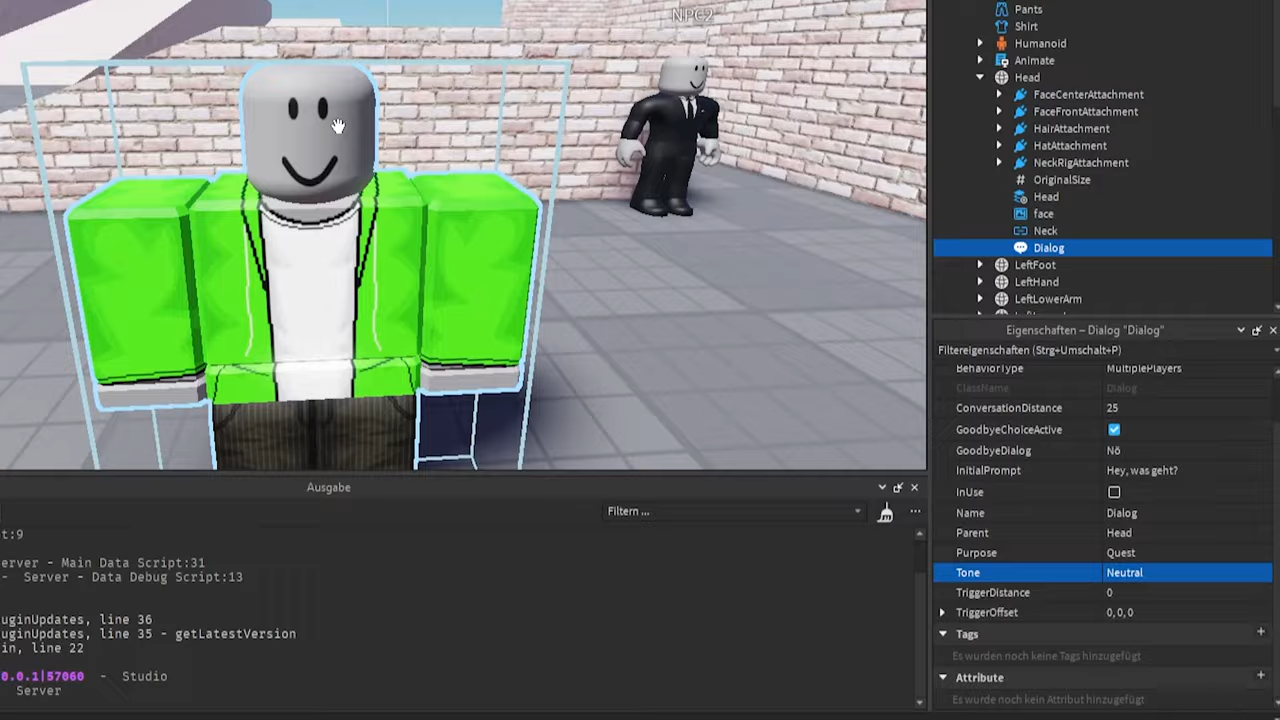 NPC2
Pants
Shirt
Humanoid
Animate
Head
FaceCenterAttachment
FaceFrontAttachment
HairAttachment
HatAttachment
NeckRigAttachment
OriginalSize
Head
face
Neck
Dialog
LeftFoot
LeftHand
LeftLowerArm
Eigenschaften – Dialog "Dialog"
Filtereigenschaften (Strg+Umschalt+P)
BehaviorType MultiplePlayers
ClassName Dialog
ConversationDistance 25
GoodbyeChoiceActive
GoodbyeDialog Nö
InitialPrompt Hey, was geht?
InUse
Name Dialog
Parent Head
Purpose Quest
Tone Neutral
TriggerDistance 0
TriggerOffset 0,0,0
Tags
Es wurden noch keine Tags hinzugefügt
Attribute
Es wurde noch kein Attribut hinzugefügt
Ausgabe
Filtern ...
t:9
erver - Main Data Script:31
- Server - Data Debug Script:13
uginUpdates, line 36
uginUpdates, line 35 - getLatestVersion
in, line 22
0.0.1|57060 - Studio
Server